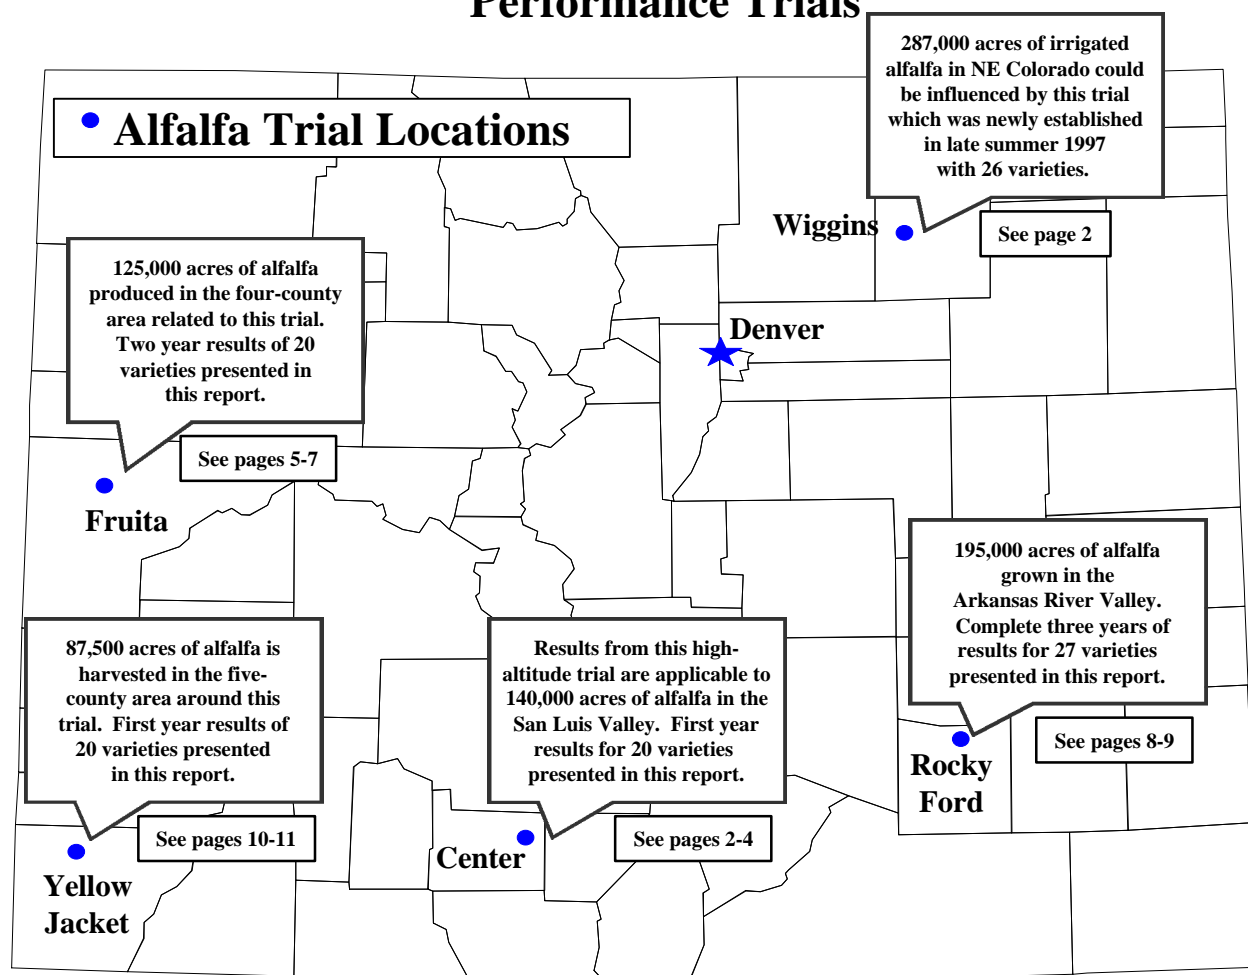 Performance Trials
287,000 acres of irrigated
alfalfa in NE Colorado could
be influenced by this trial
which was newly established
in late summer 1997
with 26 varieties.
Alfalfa Trial Locations
Wiggins
See page 2
125,000 acres of alfalfa
produced in the four-county
area related to this trial.
Two year results of 20
varieties presented in
this report.
Denver
See pages 5-7
Fruita
195,000 acres of alfalfa
grown in the
Arkansas River Valley.
Complete three years of
results for 27 varieties
presented in this report.
87,500 acres of alfalfa is
harvested in the five-
county area around this
trial.  First year results of
20 varieties presented
in this report.
Results from this high-
altitude trial are applicable to
140,000 acres of alfalfa in the
San Luis Valley.  First year
results for 20 varieties
presented in this report.
See pages 8-9
Rocky
Ford
See pages 10-11
Center
See pages 2-4
Yellow
Jacket